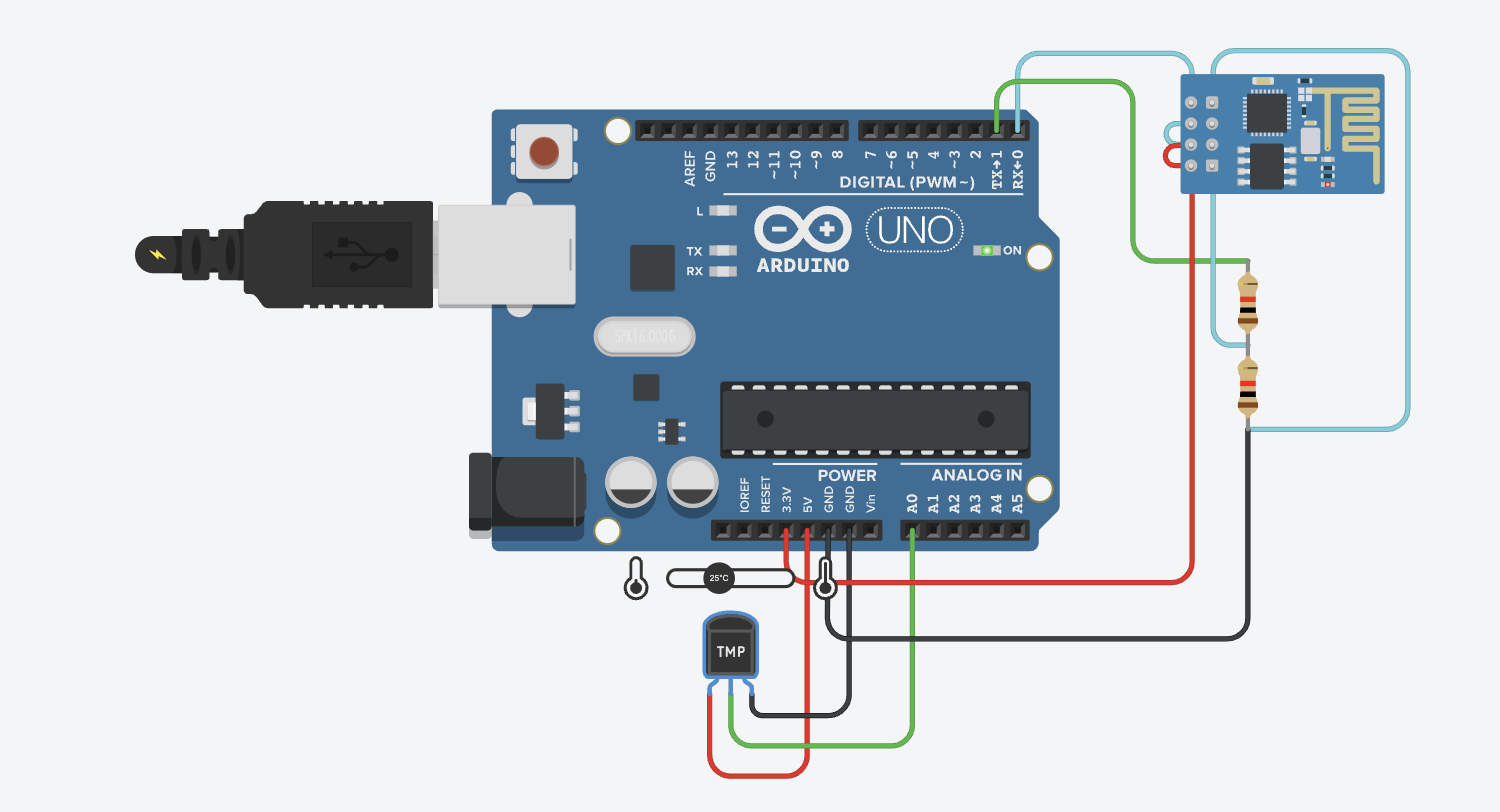 AREF
GND
13
12
~11
~10
~9
8
7
~6
~5
4
~3
2
TX→1
RX←0
DIGITAL (PWM~)
L
TX
RX
ARDUINO
UNO
ON
SPK16.000G
IOREF
RESET
3.3V
5V
GND
GND
Vin
POWER
ANALOG IN
A0
A1
A2
A3
A4
A5
25°C
TMP